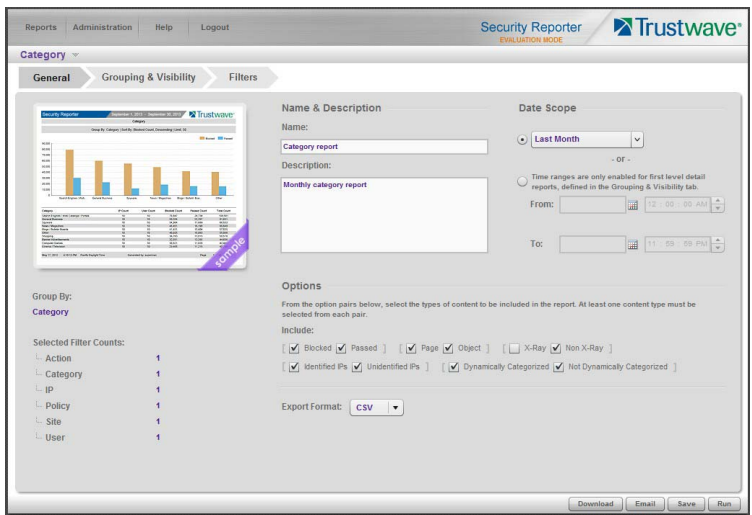 Reports Administration Help Logout
Security Reporter
EVALUATION MODE
Trustwave®
Category
General Grouping & Visibility Filters
Security Reporter
Trustwave
Category
sample
Group By:
Category
Selected Filter Counts:
Action 1
Category 1
IP 1
Policy 1
Site 1
User 1
Name & Description
Name:
Category report
Description:
Monthly category report
Date Scope
Last Month
- or -
Time ranges are only enabled for first level detail
reports, defined in the Grouping & Visibility tab.
From: 12 : 00 : 00 AM
To: 11 : 59 : 59 PM
Options
From the option pairs below, select the types of content to be included in the report. At least one content type must be
selected from each pair.
Include:
[ Blocked Passed ] [ Page Object ] [ X-Ray Non X-Ray ]
[ Identified IPs Unidentified IPs ] [ Dynamically Categorized Not Dynamically Categorized ]
Export Format: CSV
Download Email Save Run